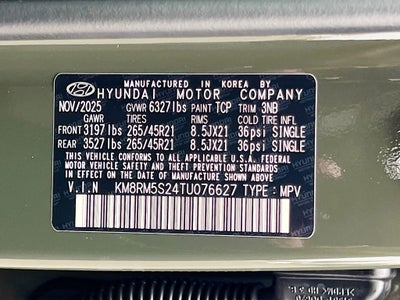 MANUFACTURED IN KOREA BY
HYUNDAI MOTOR COMPANY
NOV/2025 GVWR 6327lbs PAINT TCP TRIM 3NB
GAWR TIRES RIMS COLD TIRE INFL
FRONT 3197lbs 265/45R21 8.5JX21 36psi SINGLE
REAR 3527lbs 265/45R21 8.5JX21 36psi SINGLE
THIS VEHICLE CONFORMS TO ALL APPLICABLE U.S. FEDERAL
MOTOR VEHICLE SAFETY AND THEFT PREVENTION STANDARDS
IN EFFECT ON THE DATE OF MANUFACTURE SHOWN ABOVE.
V.I.N KM8RM5S24TU076627 TYPE: MPV